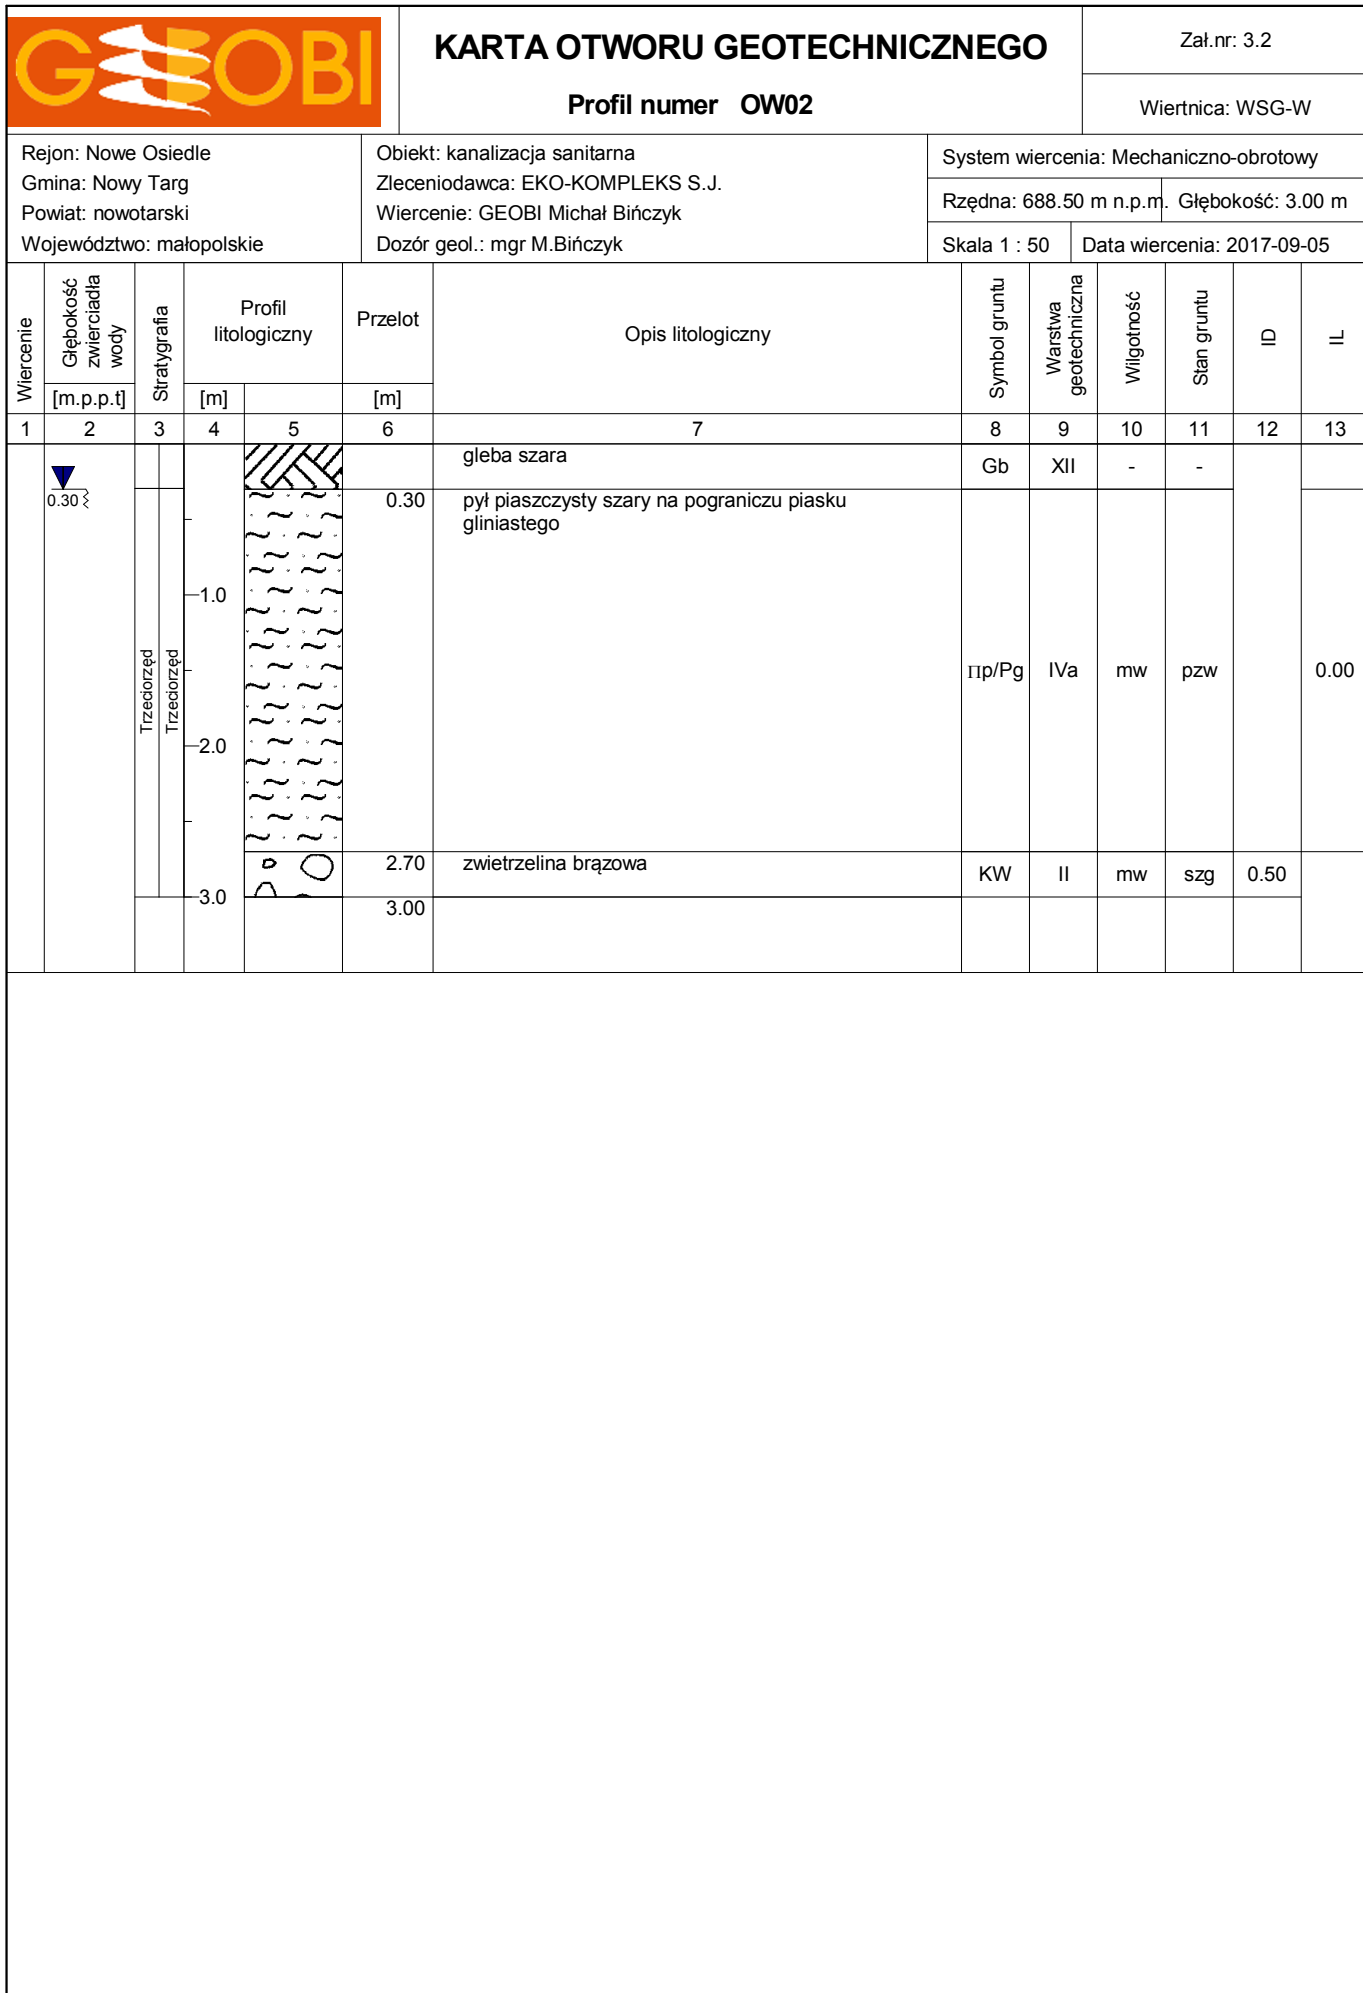 GEOBI
KARTA OTWORU GEOTECHNICZNEGO
Profil numer OW02
Zał.nr: 3.2
Wiertnica: WSG-W
Rejon: Nowe Osiedle
Gmina: Nowy Targ
Powiat: nowotarski
Województwo: małopolskie
Obiekt: kanalizacja sanitarna
Zleceniodawca: EKO-KOMPLEKS S.J.
Wiercenie: GEOBI Michał Bińczyk
Dozór geol.: mgr M.Bińczyk
System wiercenia: Mechaniczno-obrotowy
Rzędna: 688.50 m n.p.m. Głębokość: 3.00 m
Skala 1 : 50 Data wiercenia: 2017-09-05
Wiercenie
Głębokość
zwierciadła
wody
[m.p.p.t]
Stratygrafia
Profil
litologiczny
[m]
Przelot
[m]
Opis litologiczny
Symbol gruntu
Warstwa
geotechniczna
Wilgotność
Stan gruntu
ID
IL
1 2 3 4 5 6 7 8 9 10 11 12 13
gleba szara Gb XII - -
0.30
0.30 pył piaszczysty szary na pograniczu piasku
gliniastego
1.0
Trzeciorzęd
Trzeciorzęd
Πp/Pg IVa mw pzw 0.00
2.0
2.70 zwietrzelina brązowa KW II mw szg 0.50
3.0
3.00